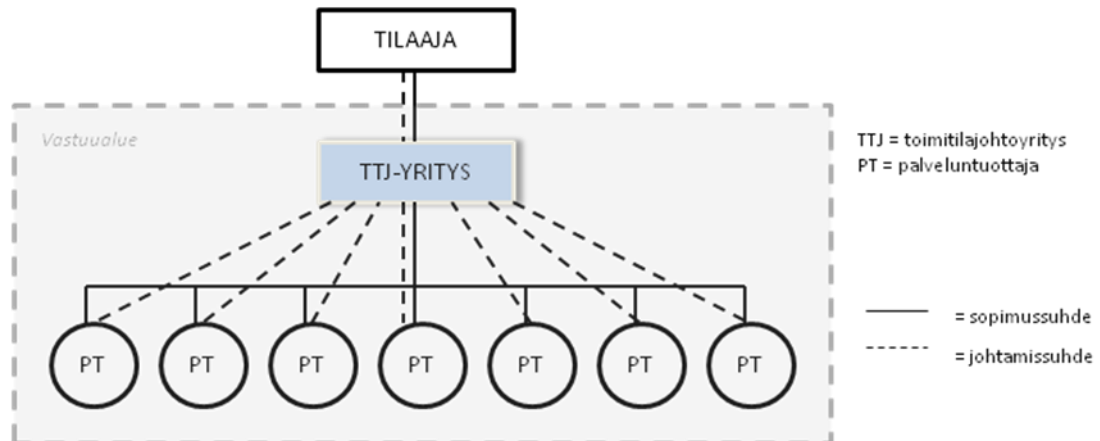 TILAAJA
Vastuualue
TTJ-YRITYS
TTJ = toimitilajohtoyritys
PT = palveluntuottaja
PT PT PT PT PT PT PT
= sopimussuhde
= johtamissuhde